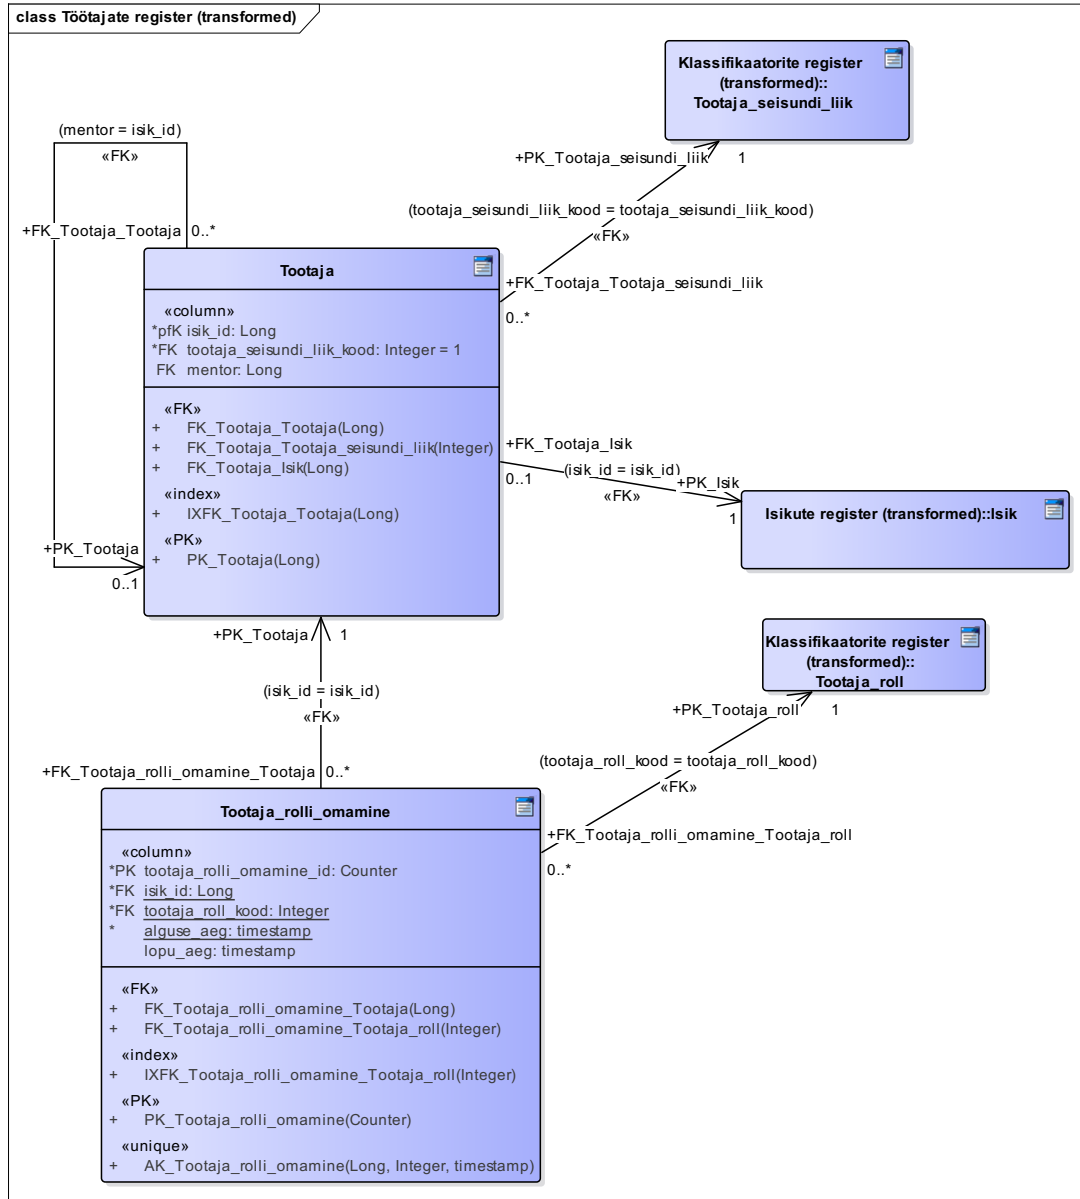 class Töötajate register (transformed)
Klassifikaatorite register
(transformed)::
Tootaja_seisundi_liik
(mentor = isik_id)
«FK»
+PK_Tootaja_seisundi_liik
1
(tootaja_seisundi_liik_kood = tootaja_seisundi_liik_kood)
«FK»
+FK_Tootaja_Tootaja
0..*
+FK_Tootaja_Tootaja_seisundi_liik
0..*
Tootaja
«column»
*pfK isik_id: Long
*FK tootaja_seisundi_liik_kood: Integer = 1
FK mentor: Long
«FK»
+ FK_Tootaja_Tootaja(Long)
+ FK_Tootaja_Tootaja_seisundi_liik(Integer)
+ FK_Tootaja_Isik(Long)
«index»
+ IXFK_Tootaja_Tootaja(Long)
«PK»
+ PK_Tootaja(Long)
+FK_Tootaja_Isik
0..1
(isik_id = isik_id)
«FK»
+PK_Isik
1
Isikute register (transformed)::Isik
+PK_Tootaja
0..1
+PK_Tootaja
1
(isik_id = isik_id)
«FK»
+FK_Tootaja_rolli_omamine_Tootaja
0..*
Klassifikaatorite register
(transformed)::
Tootaja_roll
+PK_Tootaja_roll
1
(tootaja_roll_kood = tootaja_roll_kood)
«FK»
+FK_Tootaja_rolli_omamine_Tootaja_roll
0..*
Tootaja_rolli_omamine
«column»
*PK tootaja_rolli_omamine_id: Counter
*FK isik_id: Long
*FK tootaja_roll_kood: Integer
* alguse_aeg: timestamp
lopu_aeg: timestamp
«FK»
+ FK_Tootaja_rolli_omamine_Tootaja(Long)
+ FK_Tootaja_rolli_omamine_Tootaja_roll(Integer)
«index»
+ IXFK_Tootaja_rolli_omamine_Tootaja_roll(Integer)
«PK»
+ PK_Tootaja_rolli_omamine(Counter)
«unique»
+ AK_Tootaja_rolli_omamine(Long, Integer, timestamp)